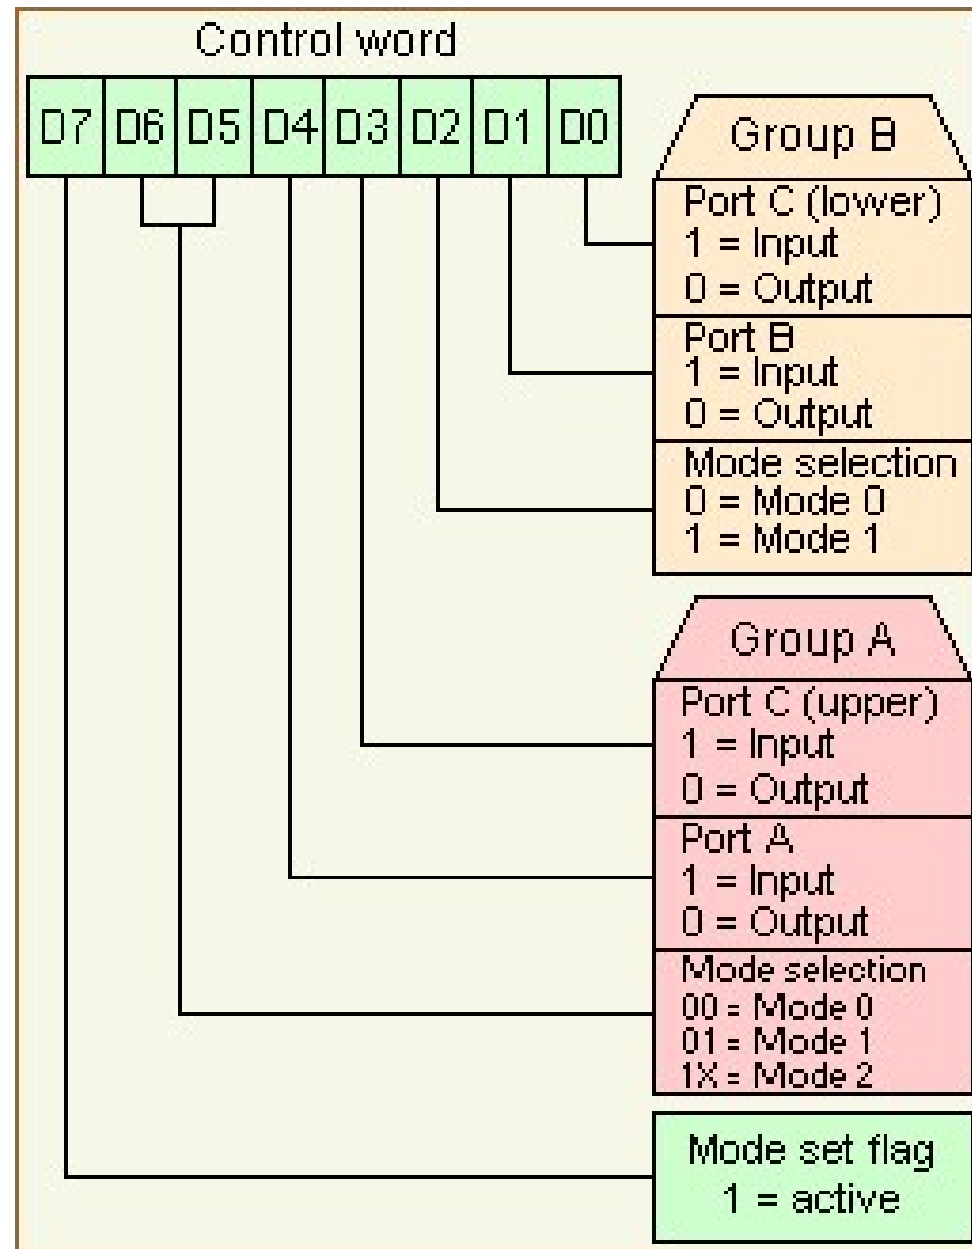 Control word
D7 D6 D5 D4 D3 D2 D1 D0
Group B
Port C (lower)
1 = Input
0 = Output
Port B
1 = Input
0 = Output
Mode selection
0 = Mode 0
1 = Mode 1
Group A
Port C (upper)
1 = Input
0 = Output
Port A
1 = Input
0 = Output
Mode selection
00 = Mode 0
01 = Mode 1
1X = Mode 2
Mode set flag
1 = active